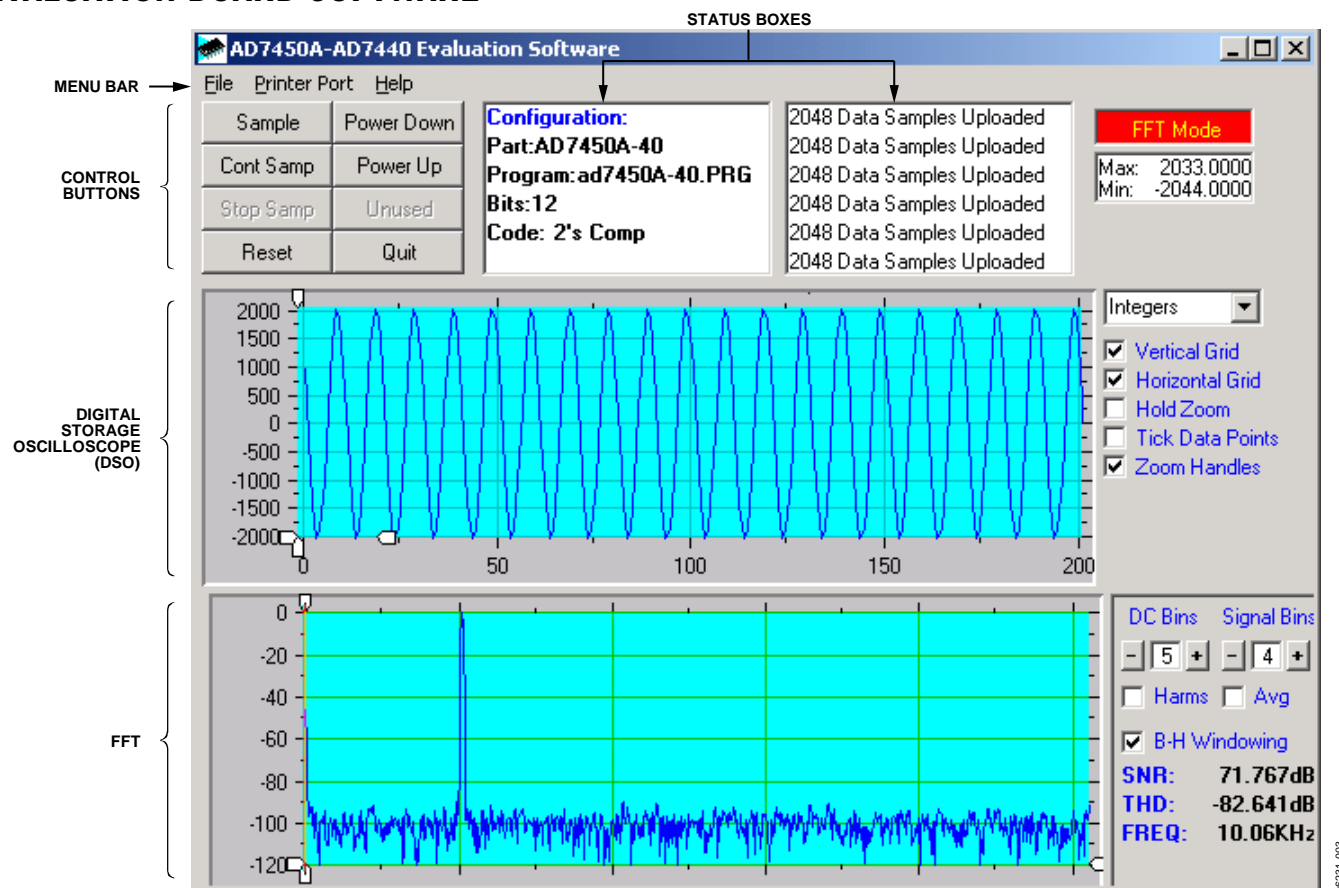 STATUS BOXES
AD7450A-AD7440 Evaluation Software
MENU BAR
File Printer Port Help
CONTROL
BUTTONS
Sample Power Down
Cont Samp Power Up
Stop Samp Unused
Reset Quit
Configuration:
Part:AD7450A-40
Program:ad7450A-40.PRG
Bits:12
Code: 2's Comp
2048 Data Samples Uploaded
2048 Data Samples Uploaded
2048 Data Samples Uploaded
2048 Data Samples Uploaded
2048 Data Samples Uploaded
2048 Data Samples Uploaded
FFT Mode
Max: 2033.0000
Min: -2044.0000
DIGITAL
STORAGE
OSCILLOSCOPE
(DSO)
2000
1500
1000
500
0
-500
-1000
-1500
-2000
0 50 100 150 200
Integers
Vertical Grid
Horizontal Grid
Hold Zoom
Tick Data Points
Zoom Handles
FFT
0
-20
-40
-60
-80
-100
-120
DC Bins Signal Bins
- 5 + - 4 +
Harms Avg
B-H Windowing
SNR: 71.767dB
THD: -82.641dB
FREQ: 10.06KHz